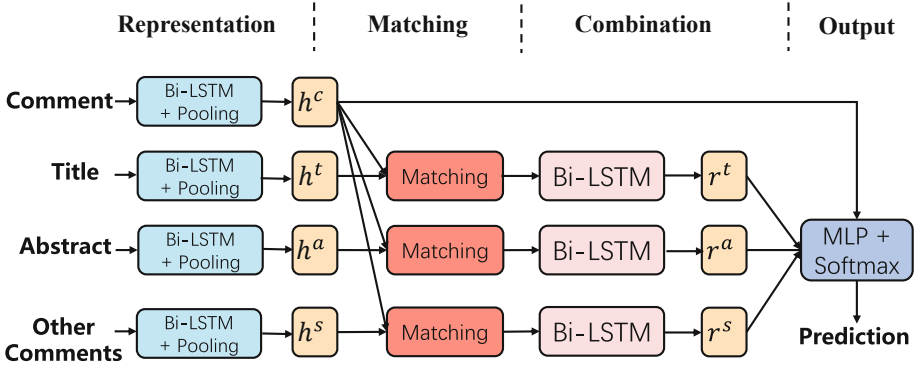 Representation Matching Combination Output
Comment Bi-LSTM
+ Pooling h^c
Title Bi-LSTM
+ Pooling h^t Matching Bi-LSTM r^t
Abstract Bi-LSTM
+ Pooling h^a Matching Bi-LSTM r^a
MLP +
Softmax
Other
Comments Bi-LSTM
+ Pooling h^s Matching Bi-LSTM r^s
Prediction